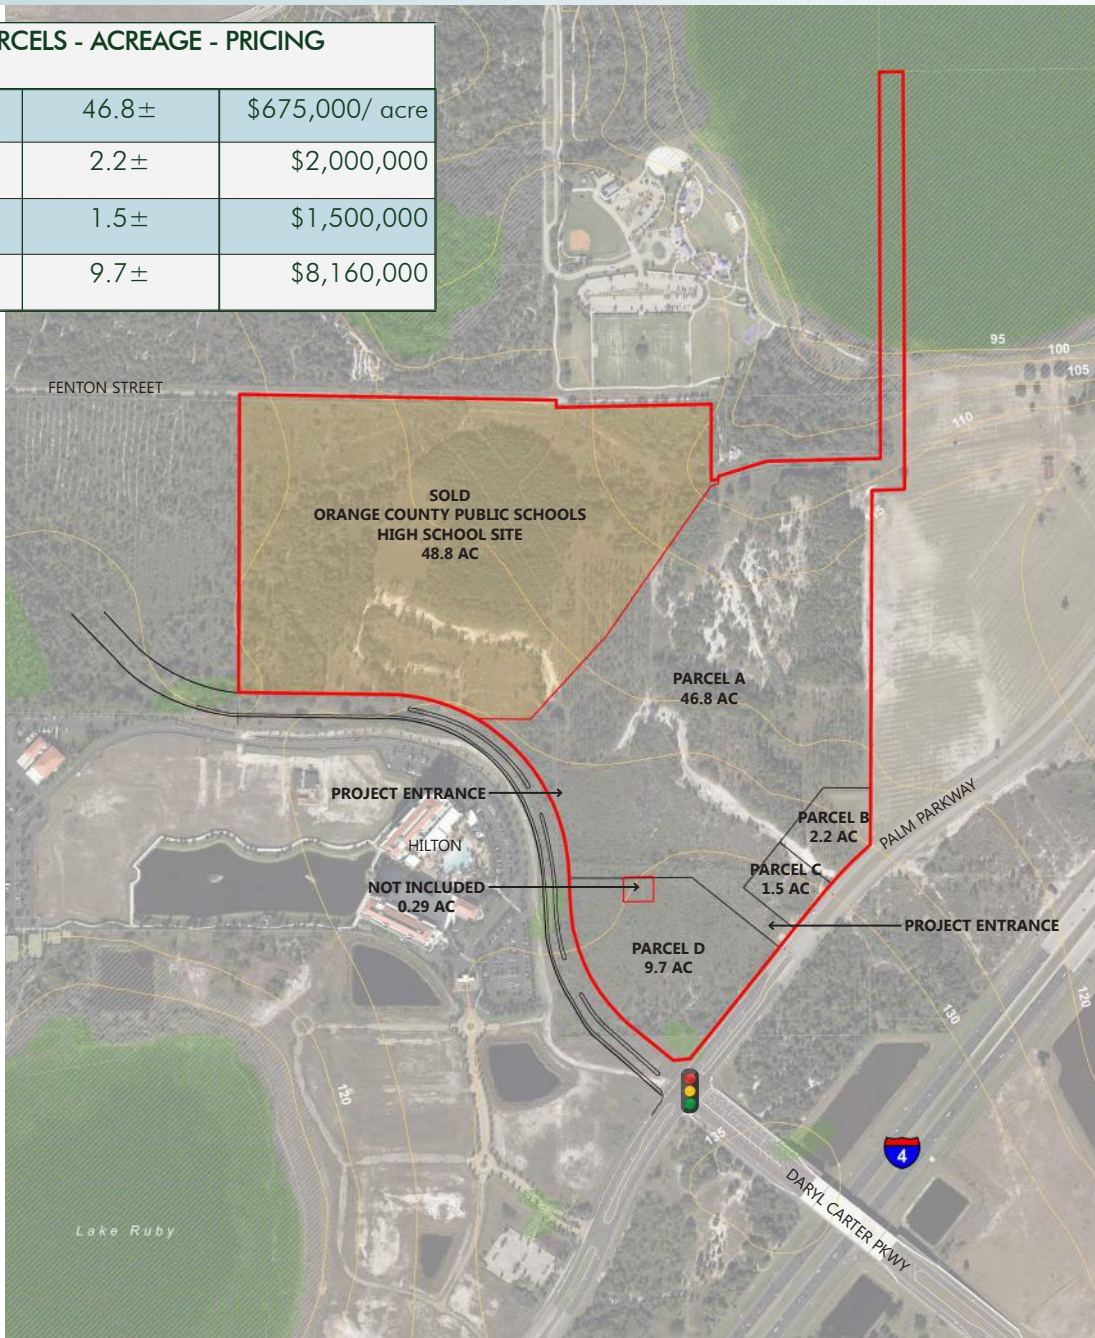 RCELS - ACREAGE - PRICING
46.8± $675,000/ acre
2.2± $2,000,000
1.5± $1,500,000
9.7± $8,160,000
95
100
105
FENTON STREET
110
SOLD
ORANGE COUNTY PUBLIC SCHOOLS
HIGH SCHOOL SITE
48.8 AC
PARCEL A
46.8 AC
PROJECT ENTRANCE
PARCEL B
2.2 AC
PALM PARKWAY
HILTON
PARCEL C
1.5 AC
NOT INCLUDED
0.29 AC
PROJECT ENTRANCE
PARCEL D
9.7 AC
120
130
120
135
4
DARYL CARTER PKWY
Lake Ruby